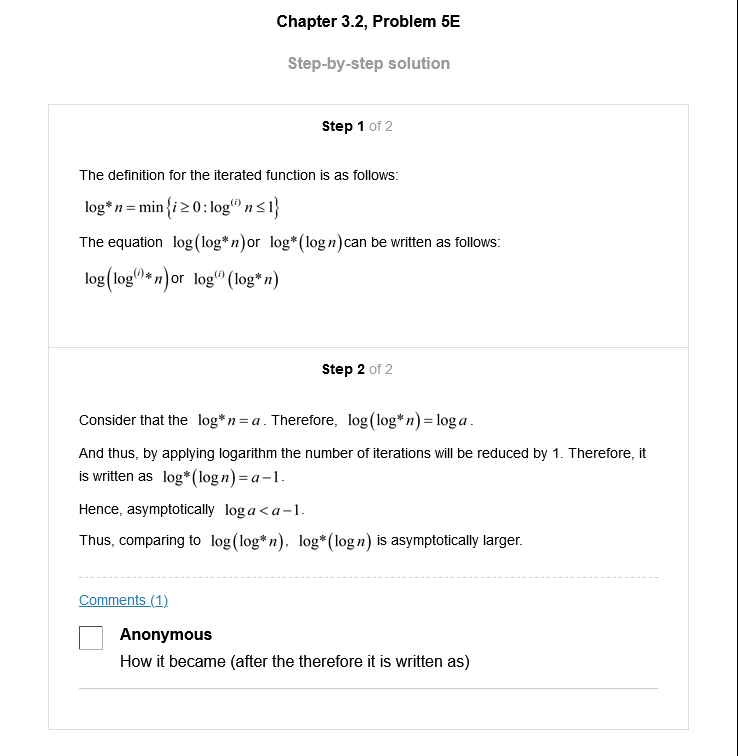 Chapter 3.2, Problem 5E
Step-by-step solution
Step 1 of 2
The definition for the iterated function is as follows:
log* n = min {i ≥ 0 : log⁽ⁱ⁾ n ≤ 1}
The equation log(log* n) or log* (log n) can be written as follows:
log(log⁽ⁱ⁾* n) or log⁽ⁱ⁾ (log* n)
Step 2 of 2
Consider that the log* n = a. Therefore, log(log* n) = log a.
And thus, by applying logarithm the number of iterations will be reduced by 1. Therefore, it
is written as log* (log n) = a − 1.
Hence, asymptotically log a < a − 1.
Thus, comparing to log(log* n), log* (log n) is asymptotically larger.
Comments (1)
Anonymous
How it became (after the therefore it is written as)